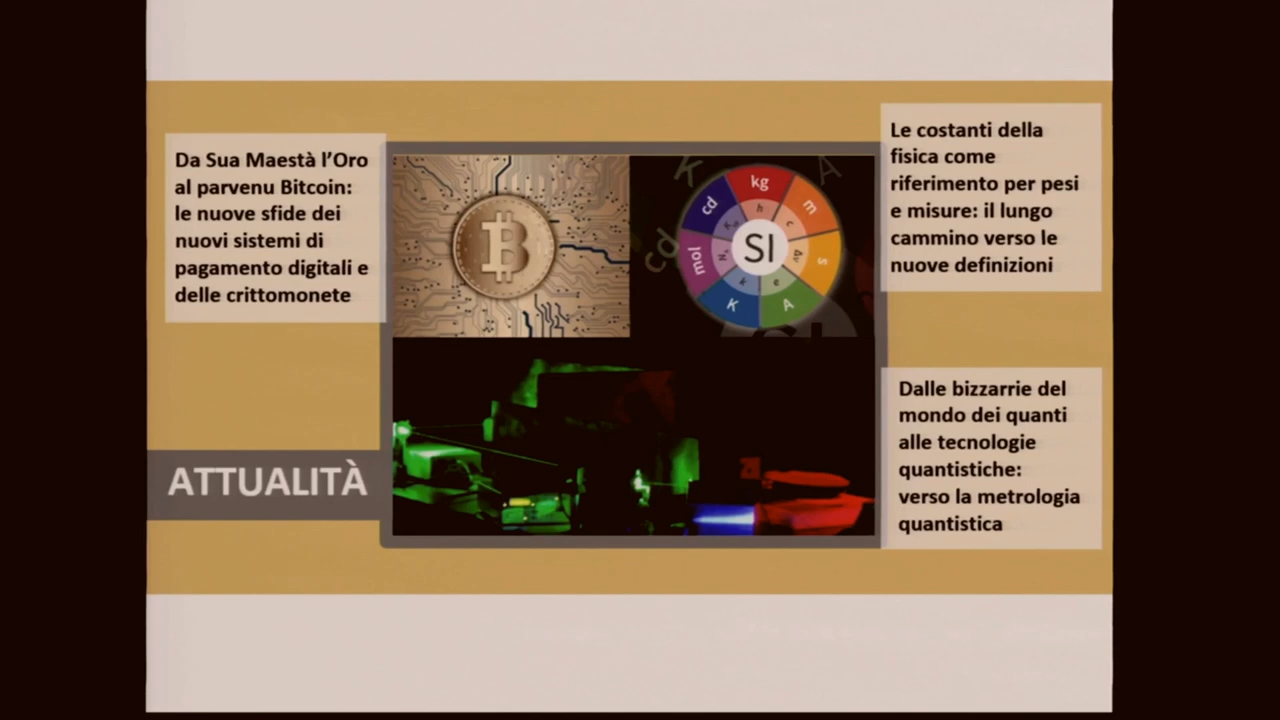 Da Sua Maestà l’Oro
al parvenu Bitcoin:
le nuove sfide dei
nuovi sistemi di
pagamento digitali e
delle crittomonete
ATTUALITÀ
kg
m
s
A
K
mol
cd
SI
h
c
Δν
e
k
K
A
cd
Le costanti della
fisica come
riferimento per pesi
e misure: il lungo
cammino verso le
nuove definizioni
Dalle bizzarrie del
mondo dei quanti
alle tecnologie
quantistiche:
verso la metrologia
quantistica